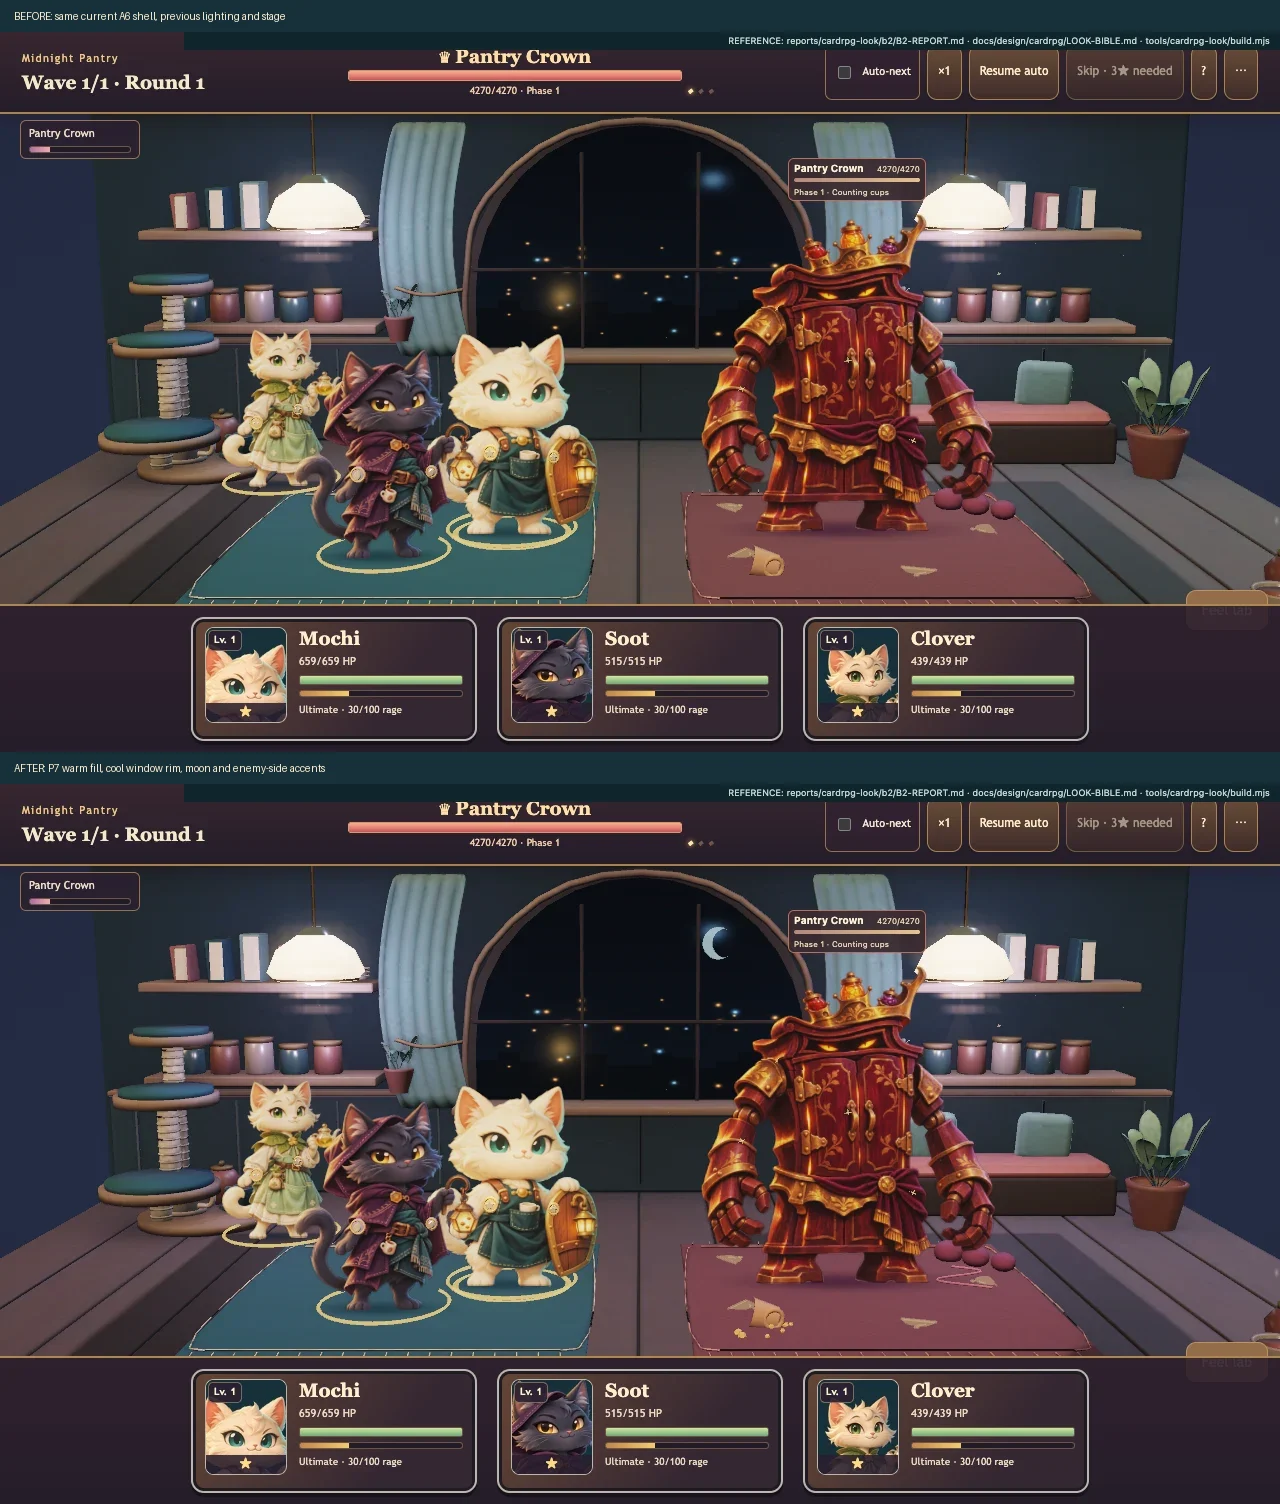 BEFORE: same current A6 shell, previous lighting and stage
REFERENCE: reports/cardrpg-look/b2/B2-REPORT.md · docs/design/cardrpg/LOOK-BIBLE.md · tools/cardrpg-look/build.mjs
Midnight Pantry
Wave 1/1 · Round 1
♛ Pantry Crown
4270/4270 · Phase 1
Auto-next
×1
Resume auto
Skip · 3★ needed
?
...
Pantry Crown
Pantry Crown 4270/4270
Phase 1 · Counting cups
Feel lab
Lv. 1
Mochi
659/659 HP
Ultimate · 30/100 rage
Lv. 1
Soot
515/515 HP
Ultimate · 30/100 rage
Lv. 1
Clover
439/439 HP
Ultimate · 30/100 rage
AFTER: P7 warm fill, cool window rim, moon and enemy-side accents
REFERENCE: reports/cardrpg-look/b2/B2-REPORT.md · docs/design/cardrpg/LOOK-BIBLE.md · tools/cardrpg-look/build.mjs
Midnight Pantry
Wave 1/1 · Round 1
♛ Pantry Crown
4270/4270 · Phase 1
Auto-next
×1
Resume auto
Skip · 3★ needed
?
...
Pantry Crown
Pantry Crown 4270/4270
Phase 1 · Counting cups
Feel lab
Lv. 1
Mochi
659/659 HP
Ultimate · 30/100 rage
Lv. 1
Soot
515/515 HP
Ultimate · 30/100 rage
Lv. 1
Clover
439/439 HP
Ultimate · 30/100 rage